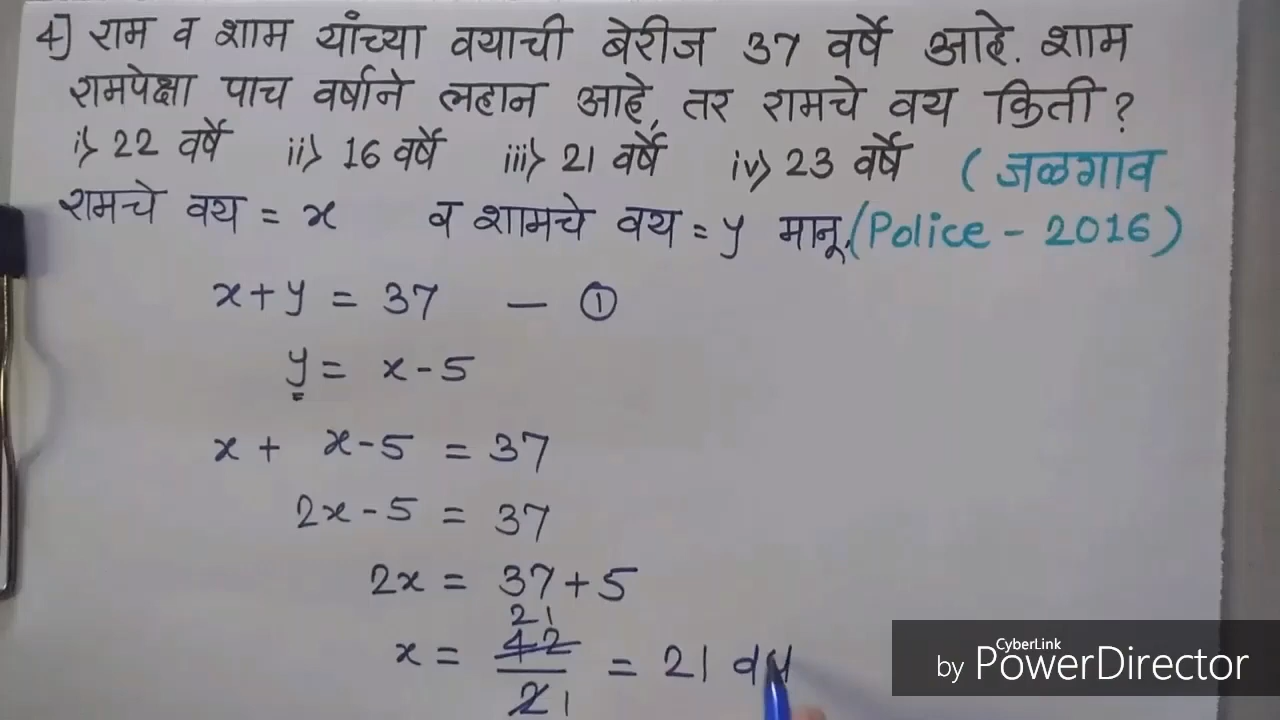 4] राम व शाम यांच्या वयाची बेरीज 37 वर्षे आहे. शाम
रामपेक्षा पाच वर्षाने लहान आहे, तर रामचे वय किती?
i) 22 वर्षे ii) 16 वर्षे iii) 21 वर्षे iv) 23 वर्षे (जळगाव
रामचे वय = x व शामचे वय = y मानू. (Police - 2016)
x + y = 37 — ①
y = x - 5
x + x - 5 = 37
2x - 5 = 37
2x = 37 + 5
21
x = 42 = 21
2 1
CyberLink
by PowerDirector